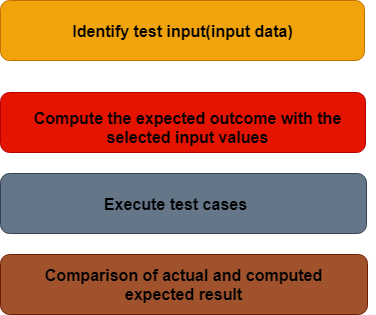 Identify test input(input data)
Compute the expected outcome with the
selected input values
Execute test cases
Comparison of actual and computed
expected result